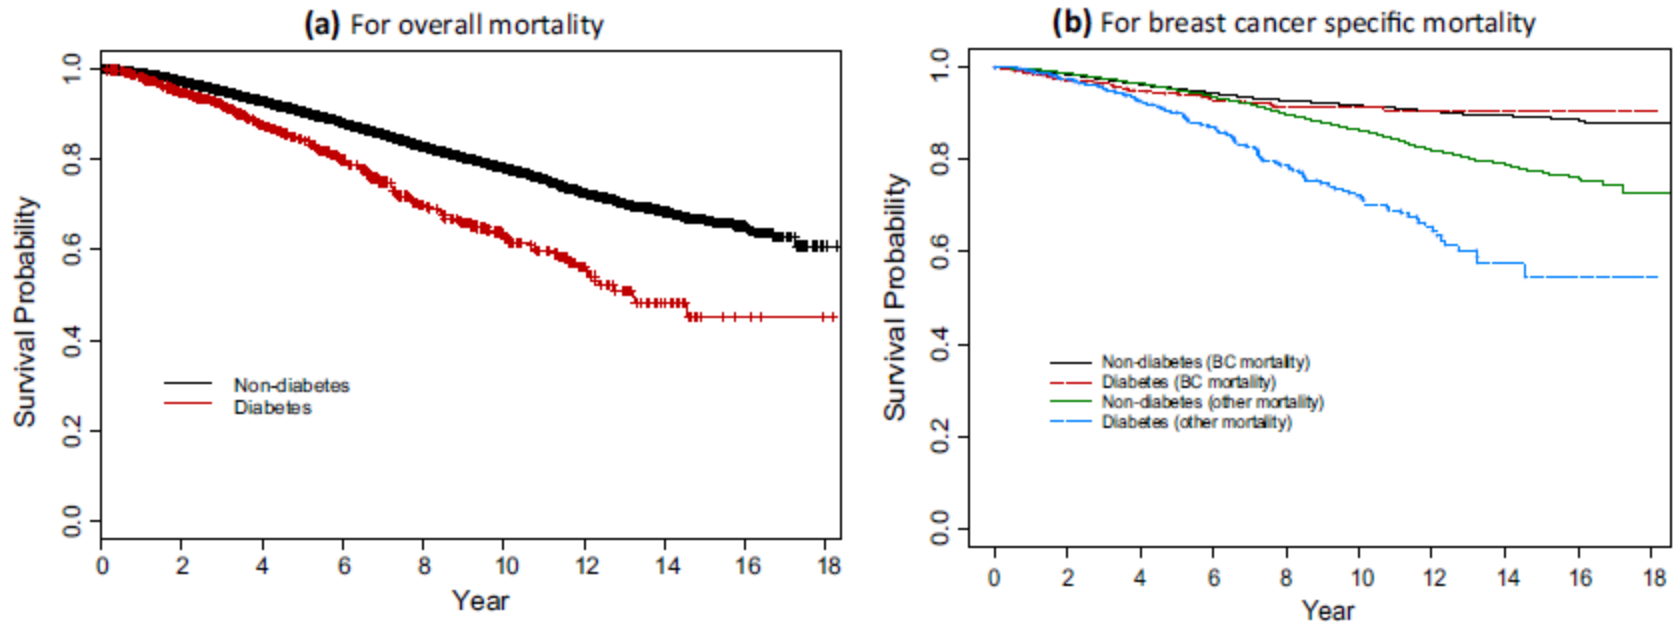 (a) For overall mortality
Survival Probability
1.0
0.8
0.6
0.4
0.2
0.0
Non-diabetes
Diabetes
0 2 4 6 8 10 12 14 16 18
Year
(b) For breast cancer specific mortality
Survival Probability
1.0
0.8
0.6
0.4
0.2
0.0
Non-diabetes (BC mortality)
Diabetes (BC mortality)
Non-diabetes (other mortality)
Diabetes (other mortality)
0 2 4 6 8 10 12 14 16 18
Year